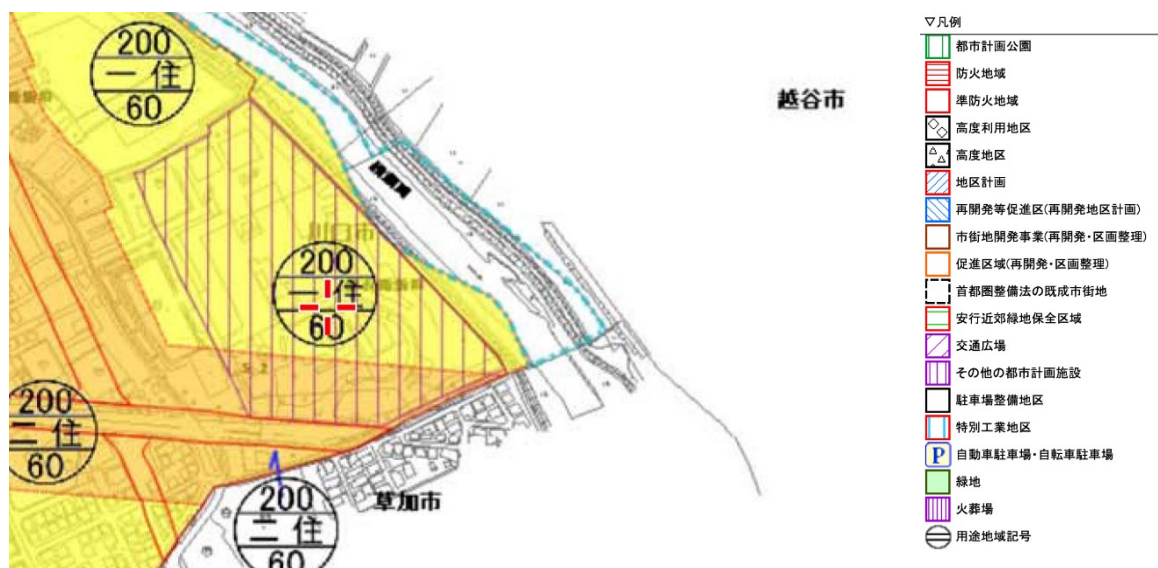 200
一住
60
越谷市
川口市
200
一住
60
200
二住
60
草加市
200
二住
60
▽凡例
都市計画公園
防火地域
準防火地域
高度利用地区
高度地区
地区計画
再開発等促進区(再開発地区計画)
市街地開発事業(再開発・区画整理)
促進区域(再開発・区画整理)
首都圏整備法の既成市街地
安行近郊緑地保全区域
交通広場
その他の都市計画施設
駐車場整備地区
特別工業地区
P 自動車駐車場・自転車駐車場
緑地
火葬場
用途地域記号